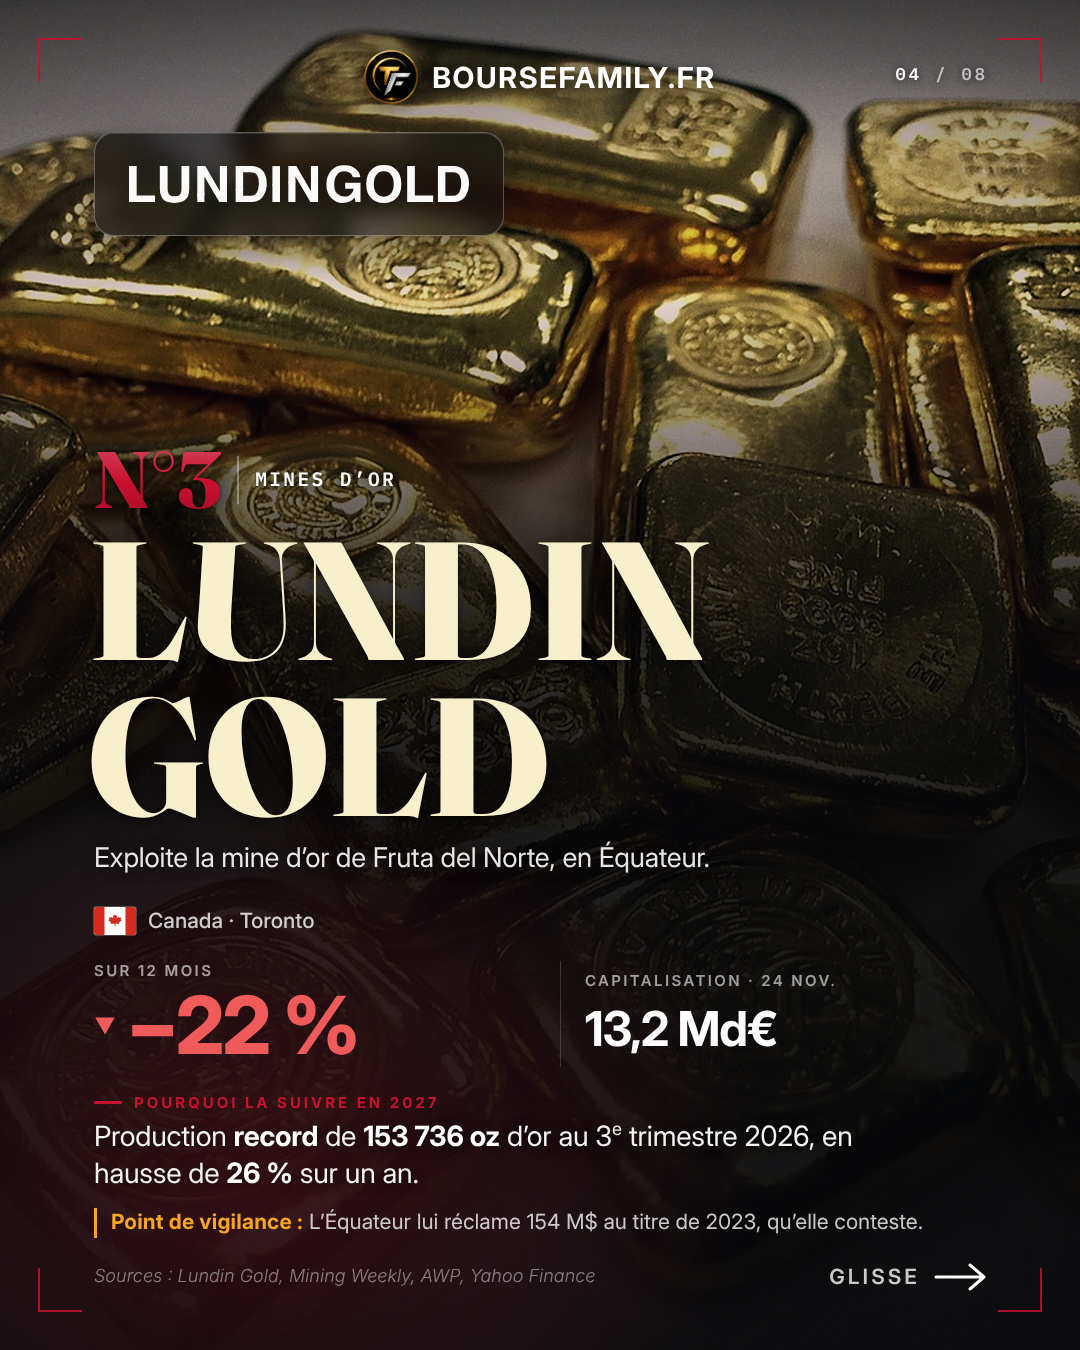 BOURSEFAMILY.FR
04 / 08
LUNDINGOLD
N°3
MINES D’OR
LUNDIN
GOLD
Exploite la mine d’or de Fruta del Norte, en Équateur.
Canada · Toronto
SUR 12 MOIS
CAPITALISATION · 24 NOV.
▼ –22 %
13,2 Md€
POURQUOI LA SUIVRE EN 2027
Production record de 153 736 oz d’or au 3e trimestre 2026, en
hausse de 26 % sur un an.
Point de vigilance : L’Équateur lui réclame 154 M$ au titre de 2023, qu’elle conteste.
Sources : Lundin Gold, Mining Weekly, AWP, Yahoo Finance
GLISSE →